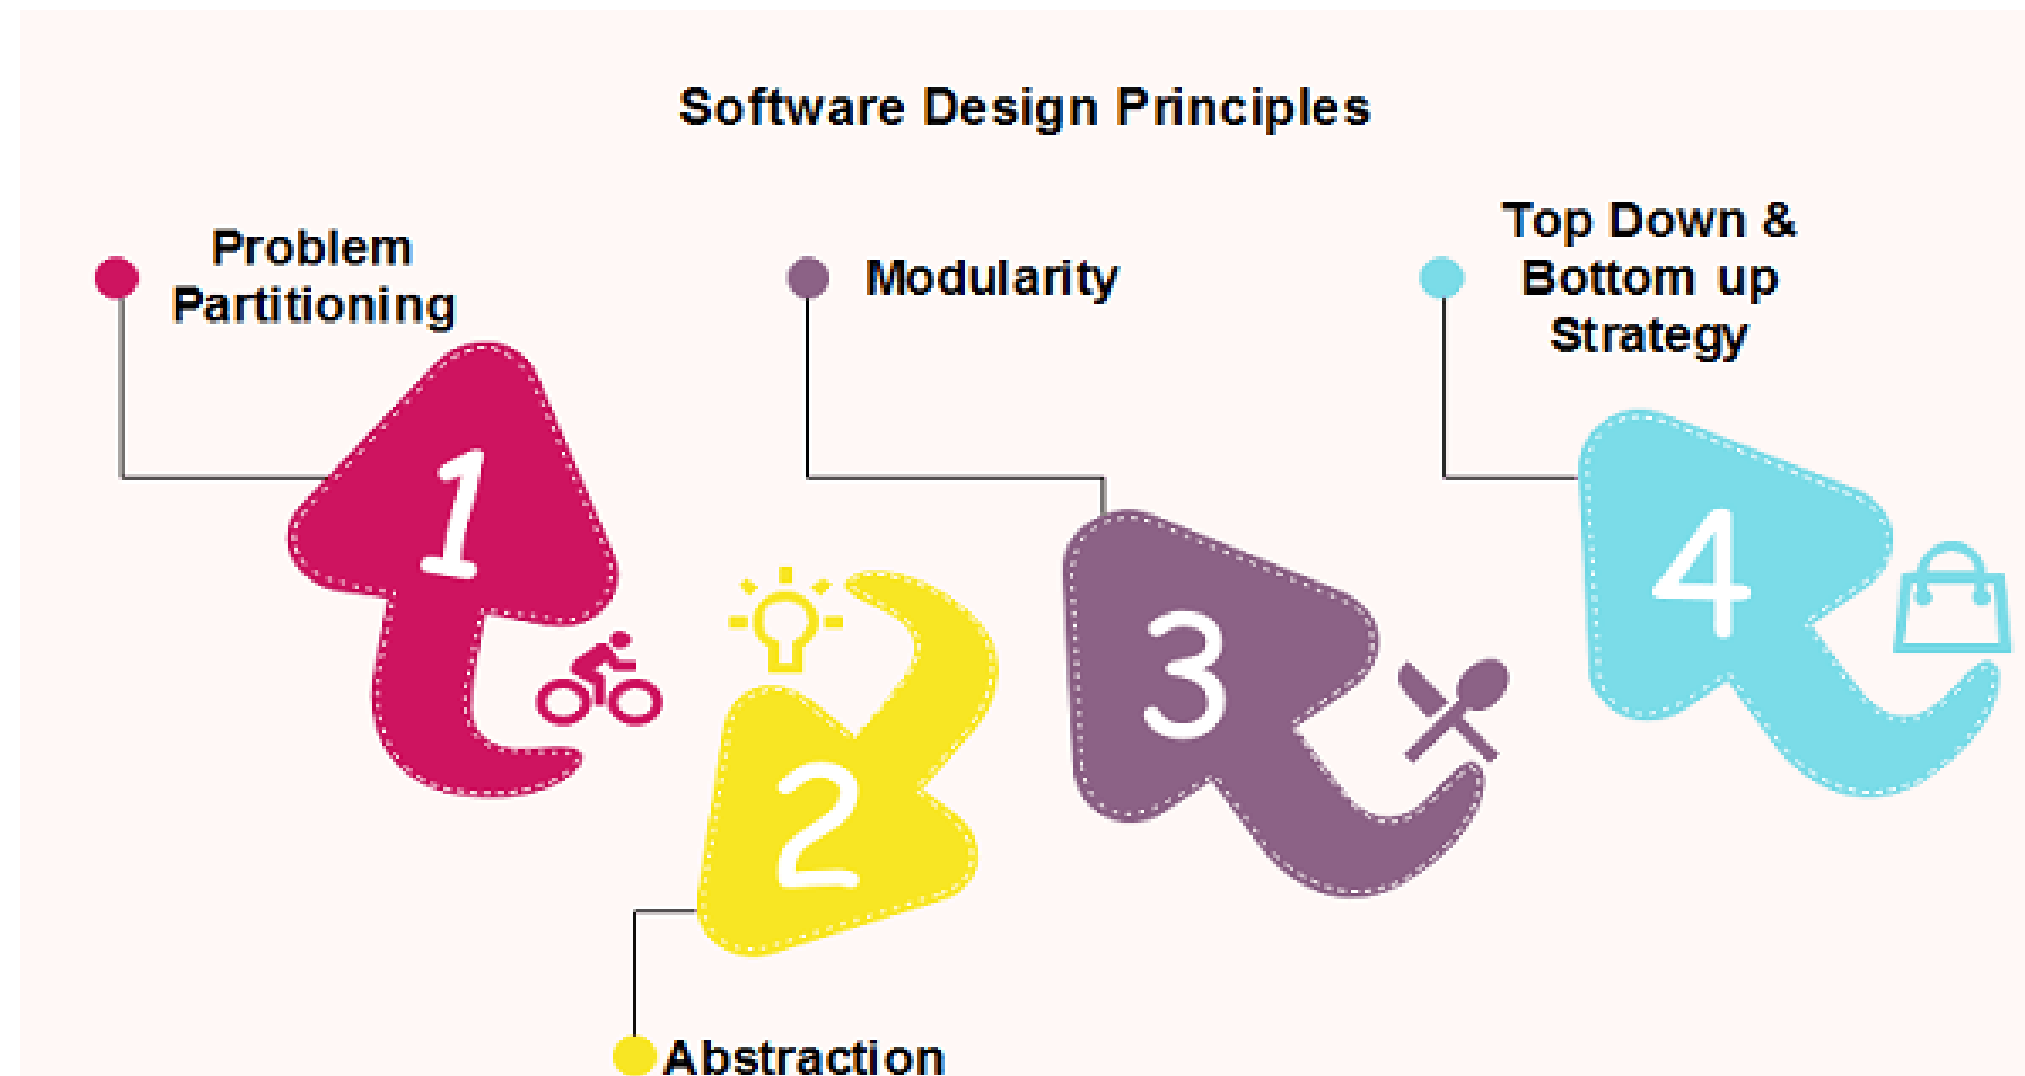 Software Design Principles
Problem
Partitioning
1
2
Abstraction
Modularity
3
Top Down &
Bottom up
Strategy
4